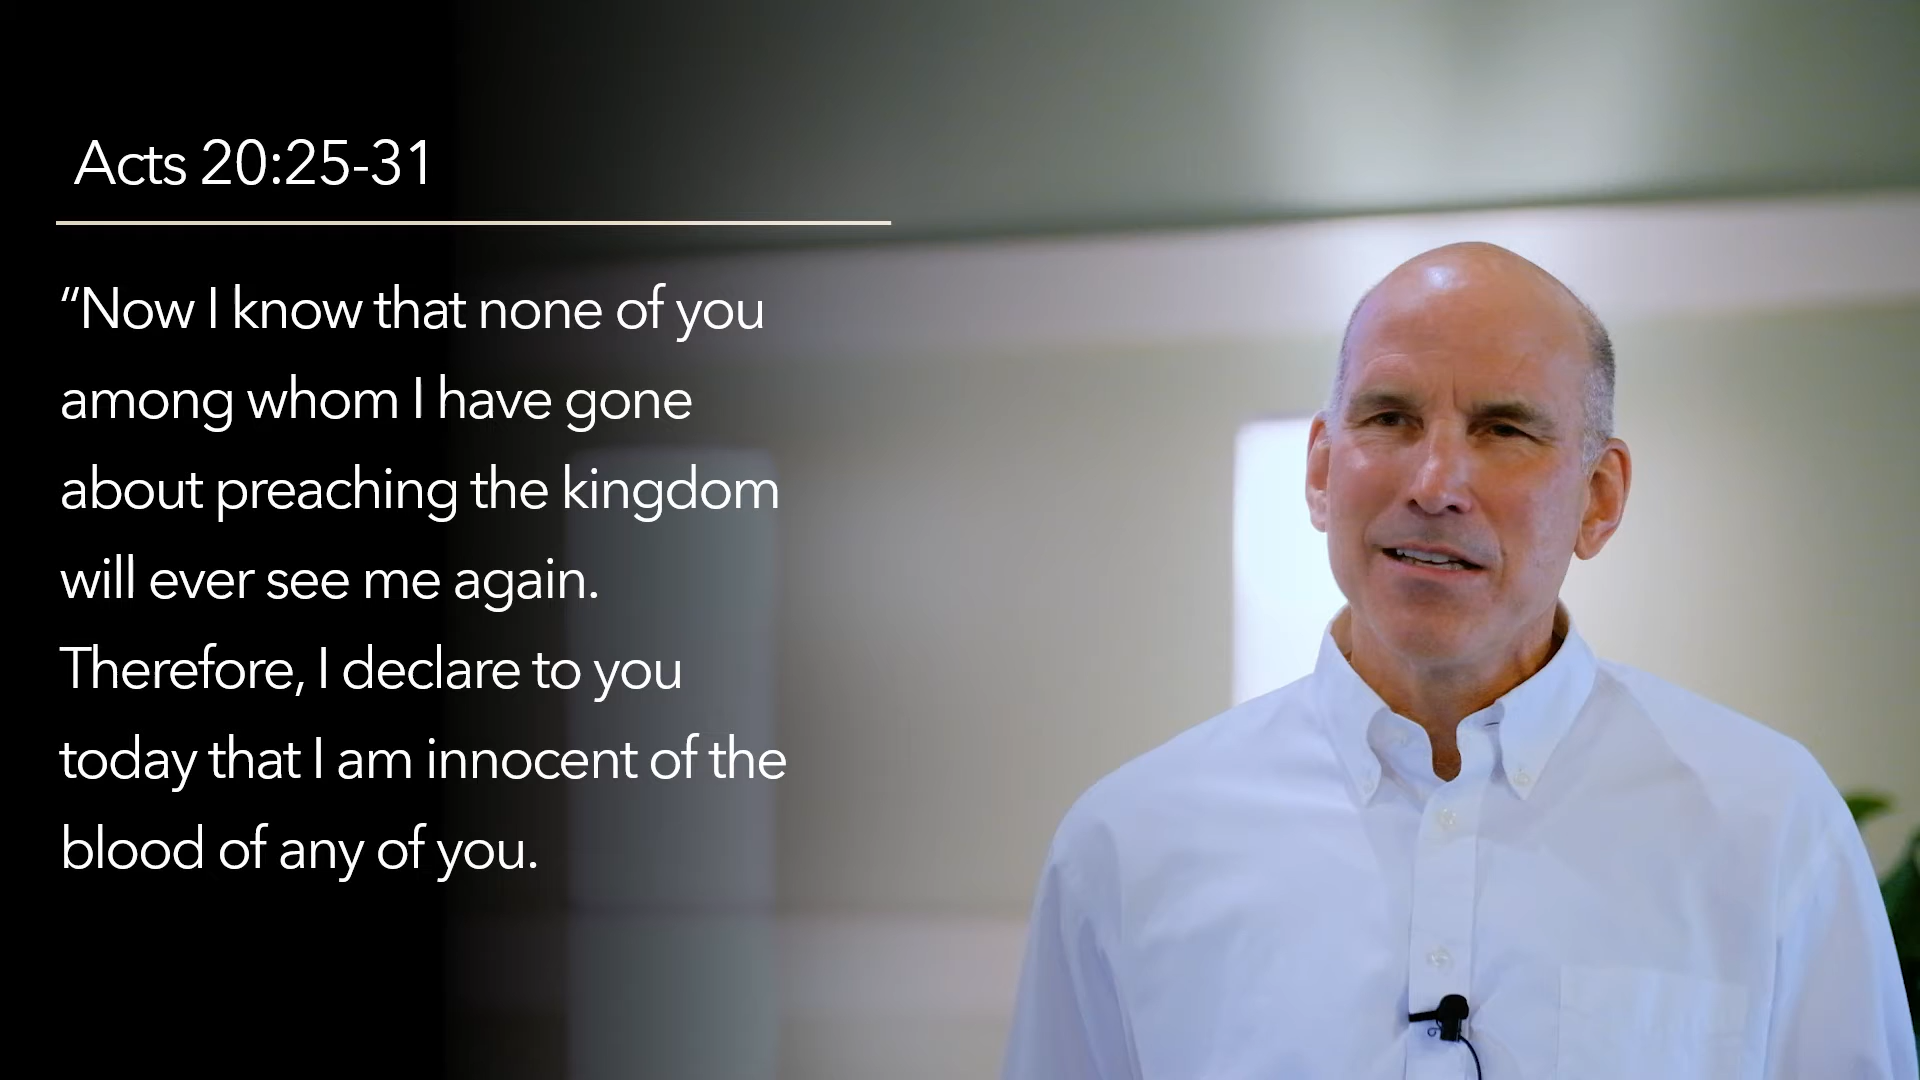 Acts 20:25-31
“Now I know that none of you
among whom I have gone
about preaching the kingdom
will ever see me again.
Therefore, I declare to you
today that I am innocent of the
blood of any of you.